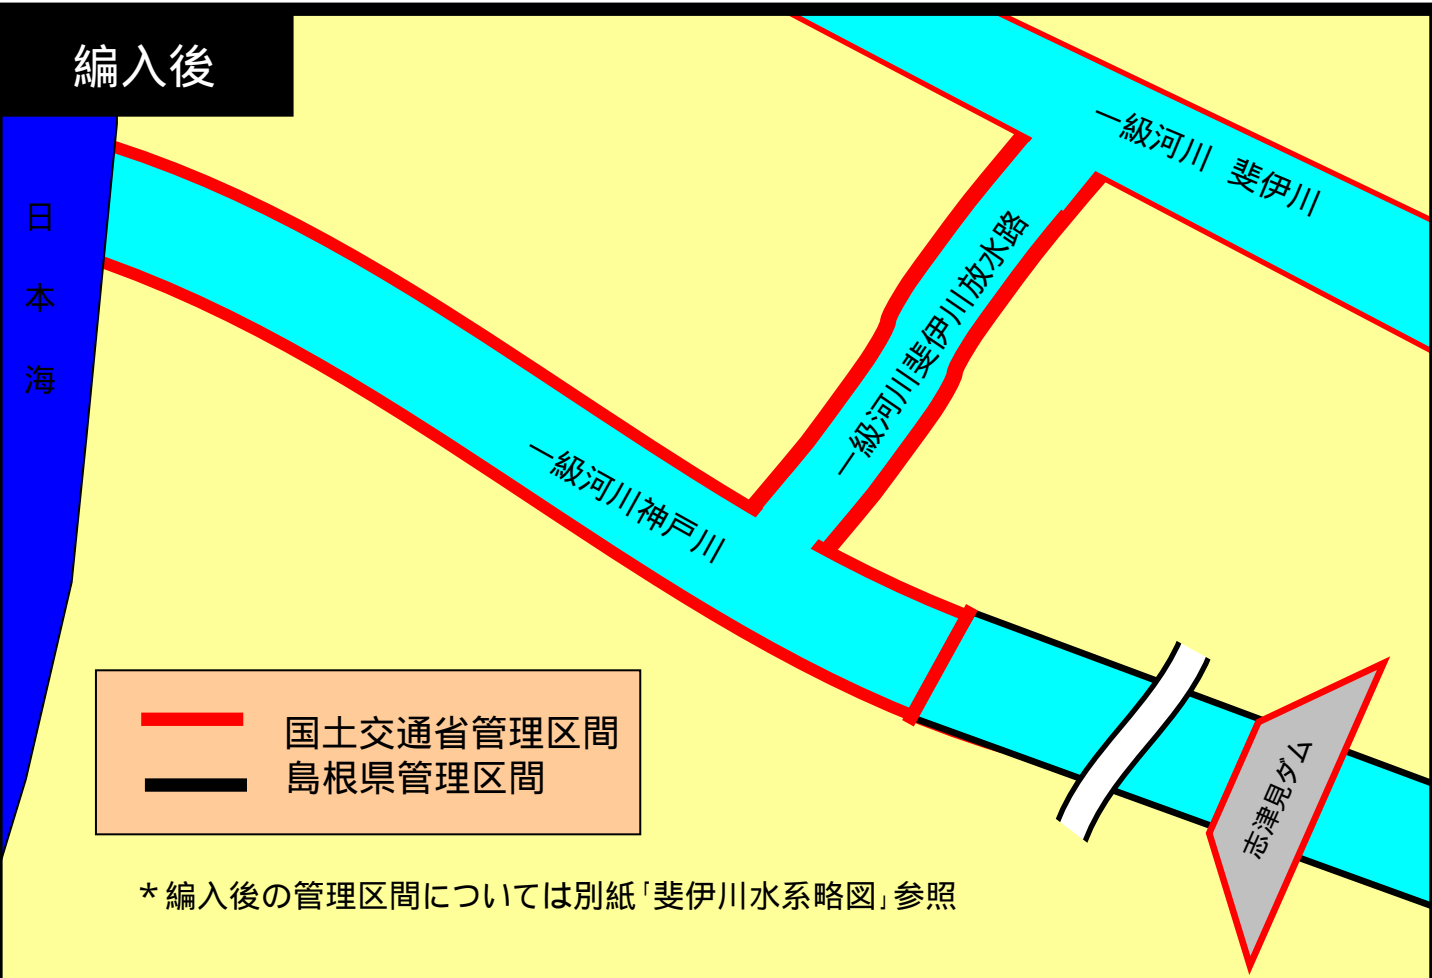 編入後
日本海
一級河川　斐伊川
一級河川斐伊川放水路
一級河川神戸川
国土交通省管理区間
島根県管理区間
志津見ダム
＊編入後の管理区間については別紙「斐伊川水系略図」参照